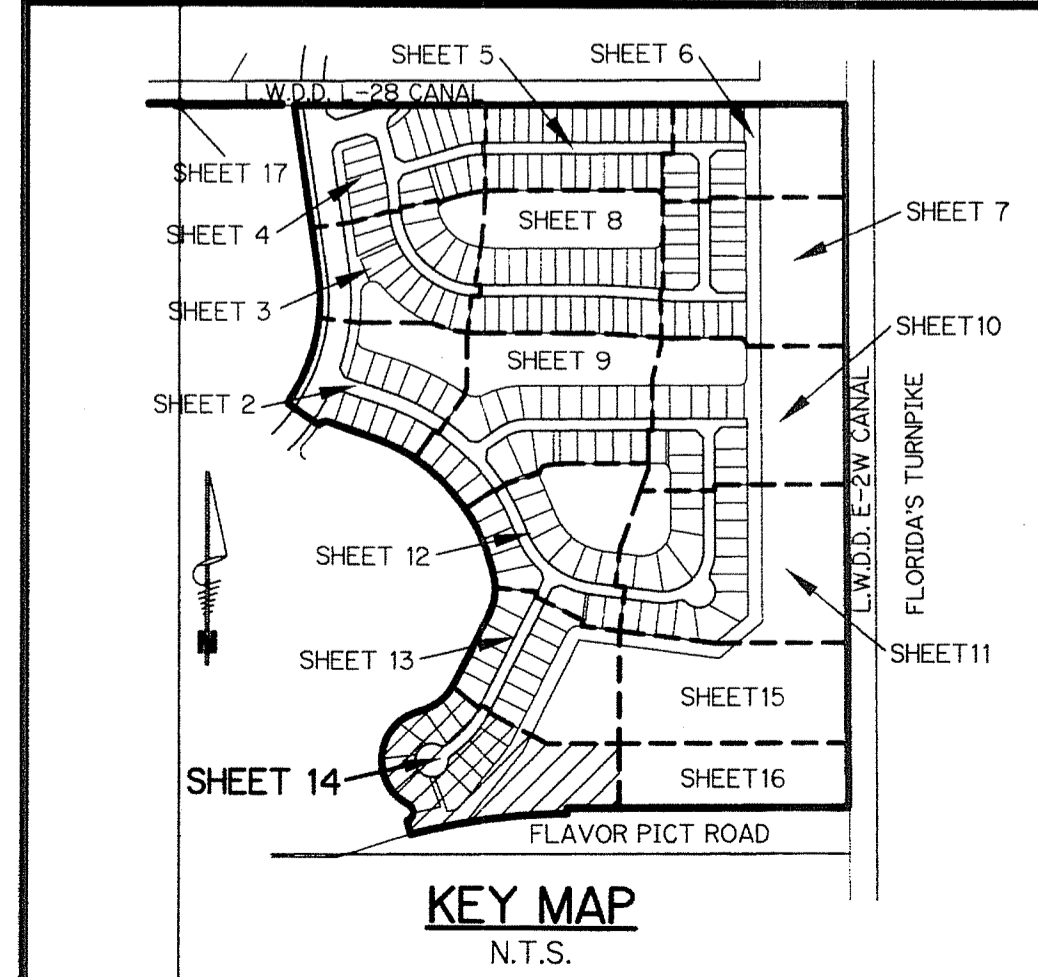 SHEET 5
SHEET 6
L.W.D.D. L-28 CANAL
SHEET 17
SHEET 4
SHEET 8
SHEET 7
SHEET 3
SHEET10
SHEET 9
SHEET 2
L.W.D.D. E-2W CANAL
FLORIDA'S TURNPIKE
SHEET 12
N
SHEET 13
SHEET11
SHEET15
SHEET 14
SHEET16
FLAVOR PICT ROAD
KEY MAP
N.T.S.